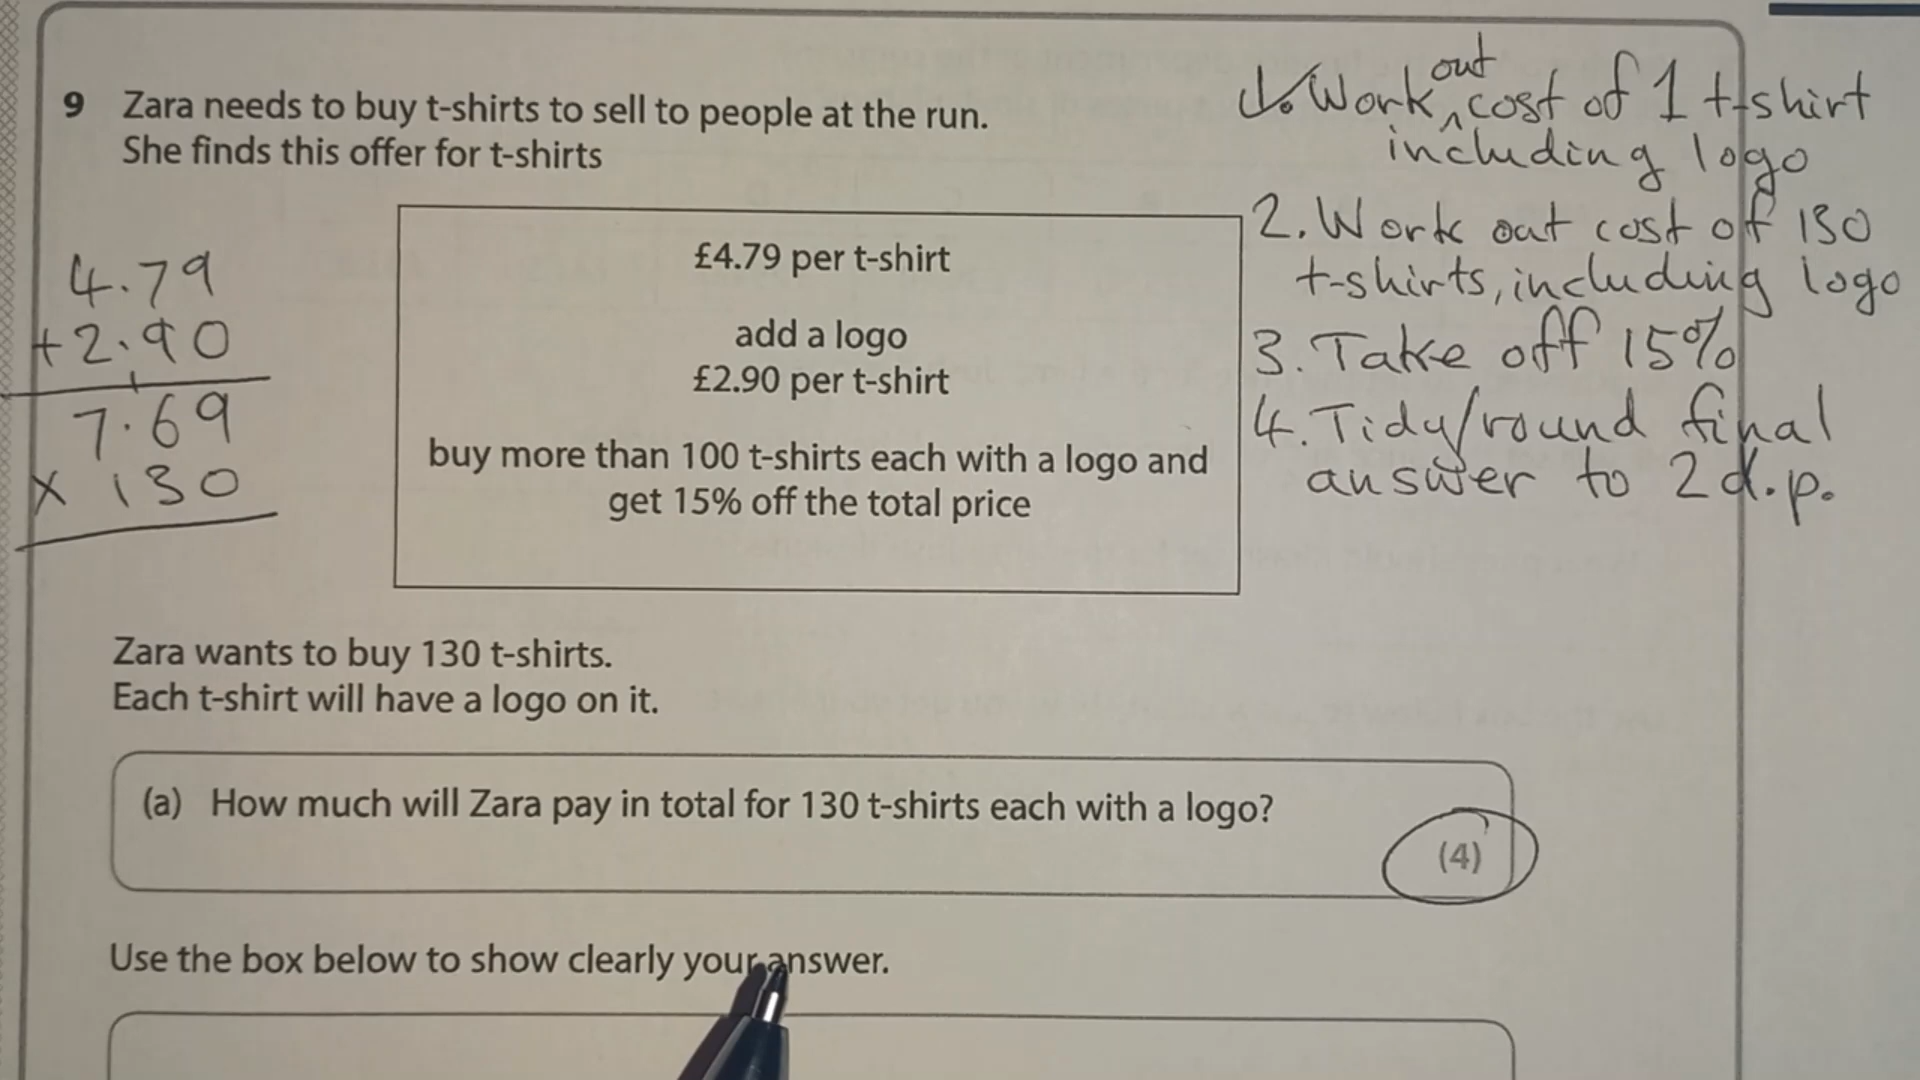 9 Zara needs to buy t-shirts to sell to people at the run.
She finds this offer for t-shirts
£4.79 per t-shirt
add a logo
£2.90 per t-shirt
buy more than 100 t-shirts each with a logo and
get 15% off the total price
4.79
+2.90
1
7.69
x 130
1. Work out cost of 1 t-shirt
including logo
2. Work out cost of 130
t-shirts, including logo
3. Take off 15%
4. Tidy/round final
answer to 2 d.p.
Zara wants to buy 130 t-shirts.
Each t-shirt will have a logo on it.
(a) How much will Zara pay in total for 130 t-shirts each with a logo?
(4)
Use the box below to show clearly your answer.